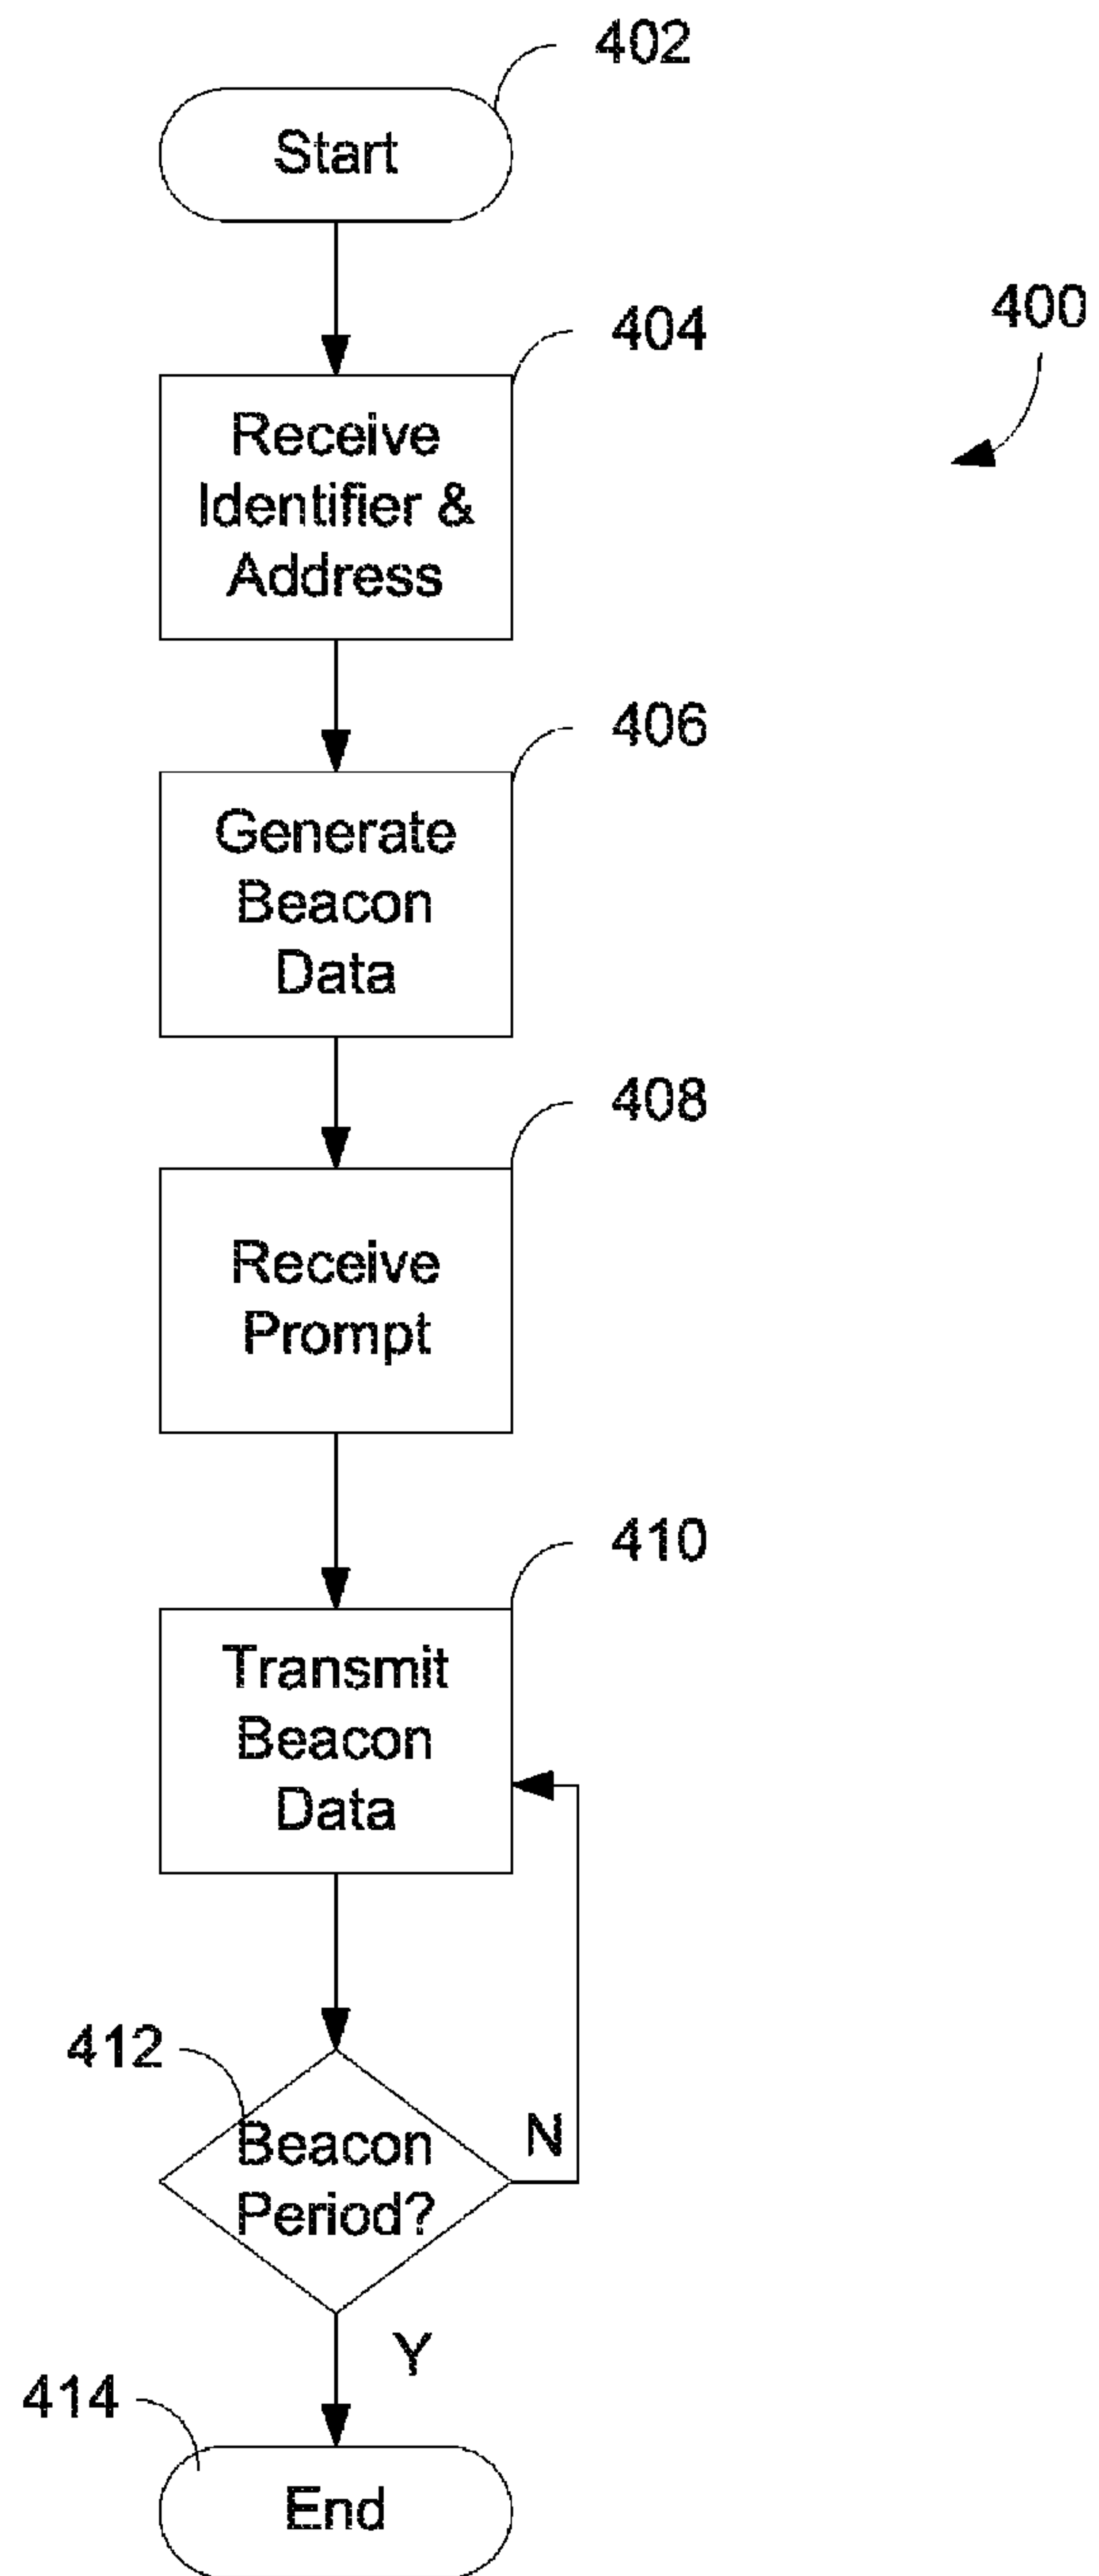 402
Start
404
400
Receive
Identifier &
Address
406
Generate
Beacon
Data
408
Receive
Prompt
410
Transmit
Beacon
Data
412
Beacon
Period?
N
Y
414
End